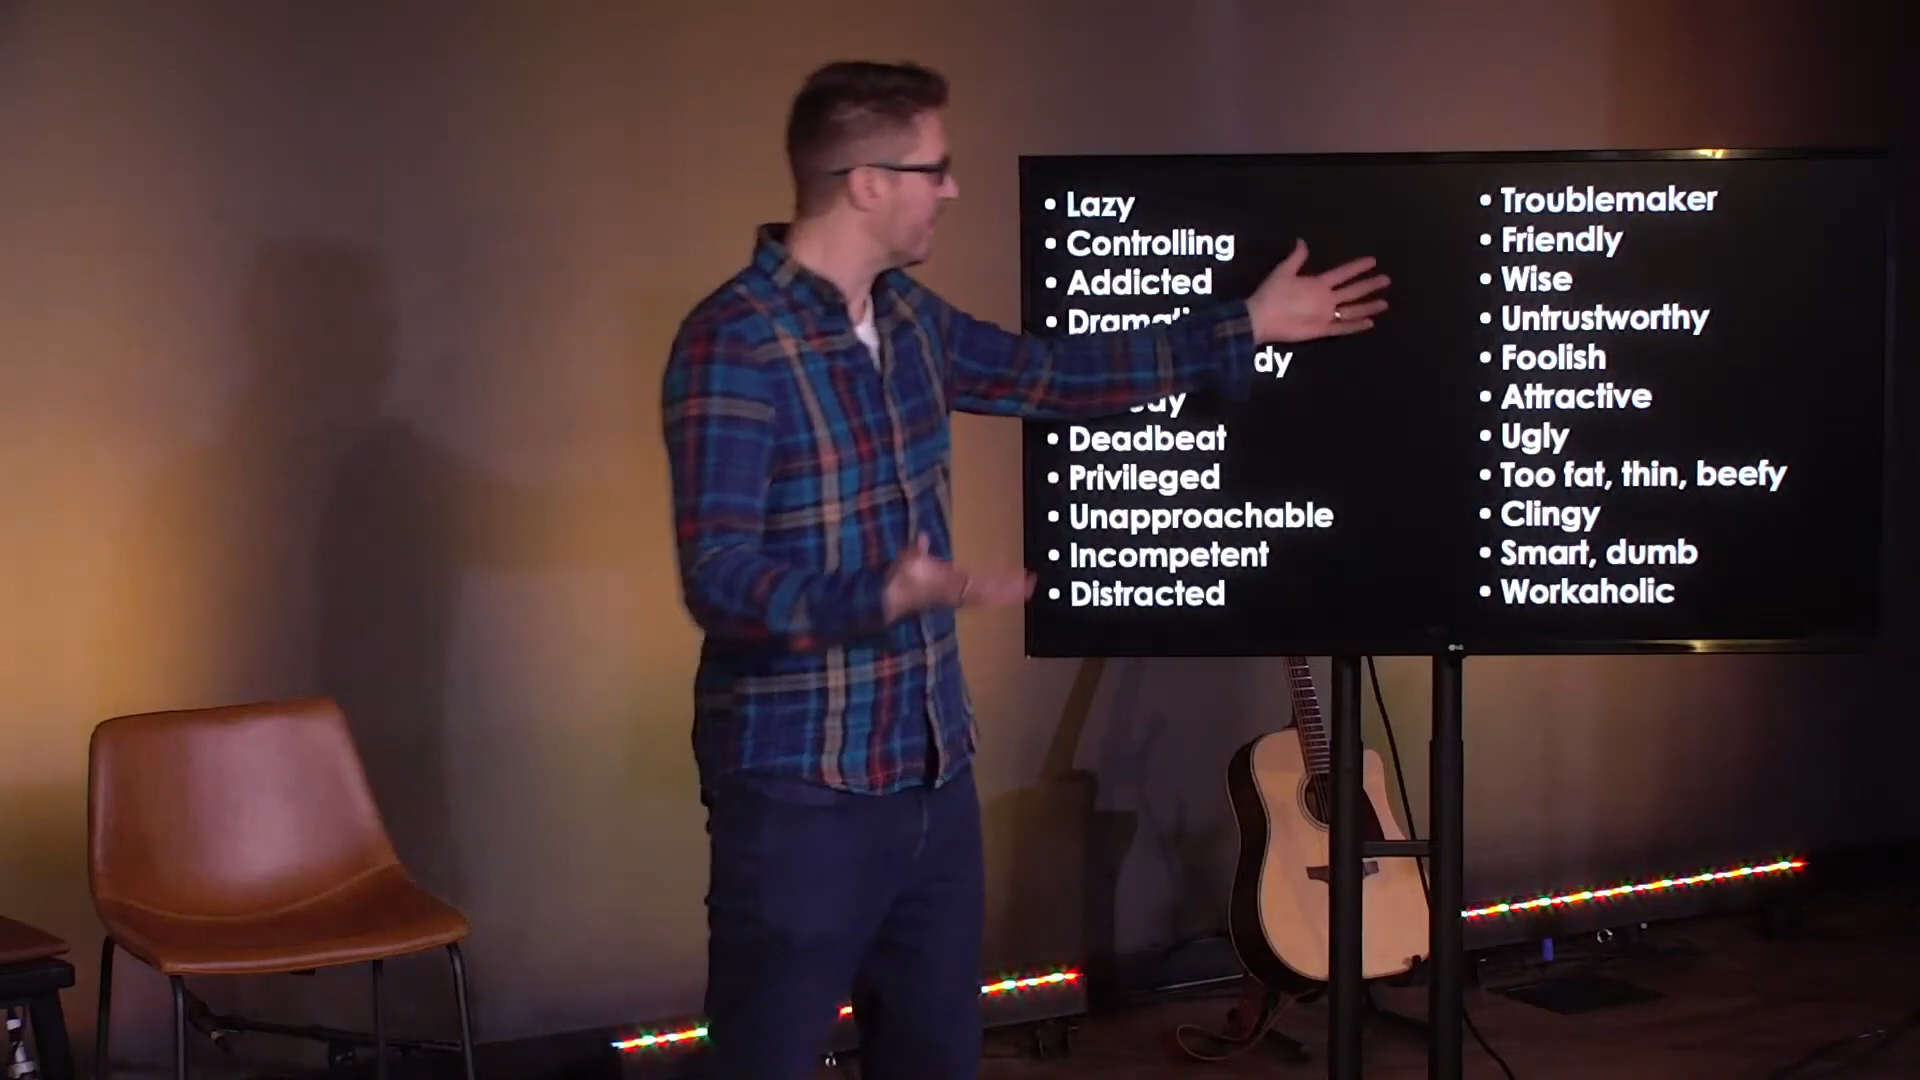 • Lazy
• Controlling
• Addicted
• Deadbeat
• Privileged
• Unapproachable
• Incompetent
• Distracted
• Troublemaker
• Friendly
• Wise
• Untrustworthy
• Foolish
• Attractive
• Ugly
• Too fat, thin, beefy
• Clingy
• Smart, dumb
• Workaholic
LG